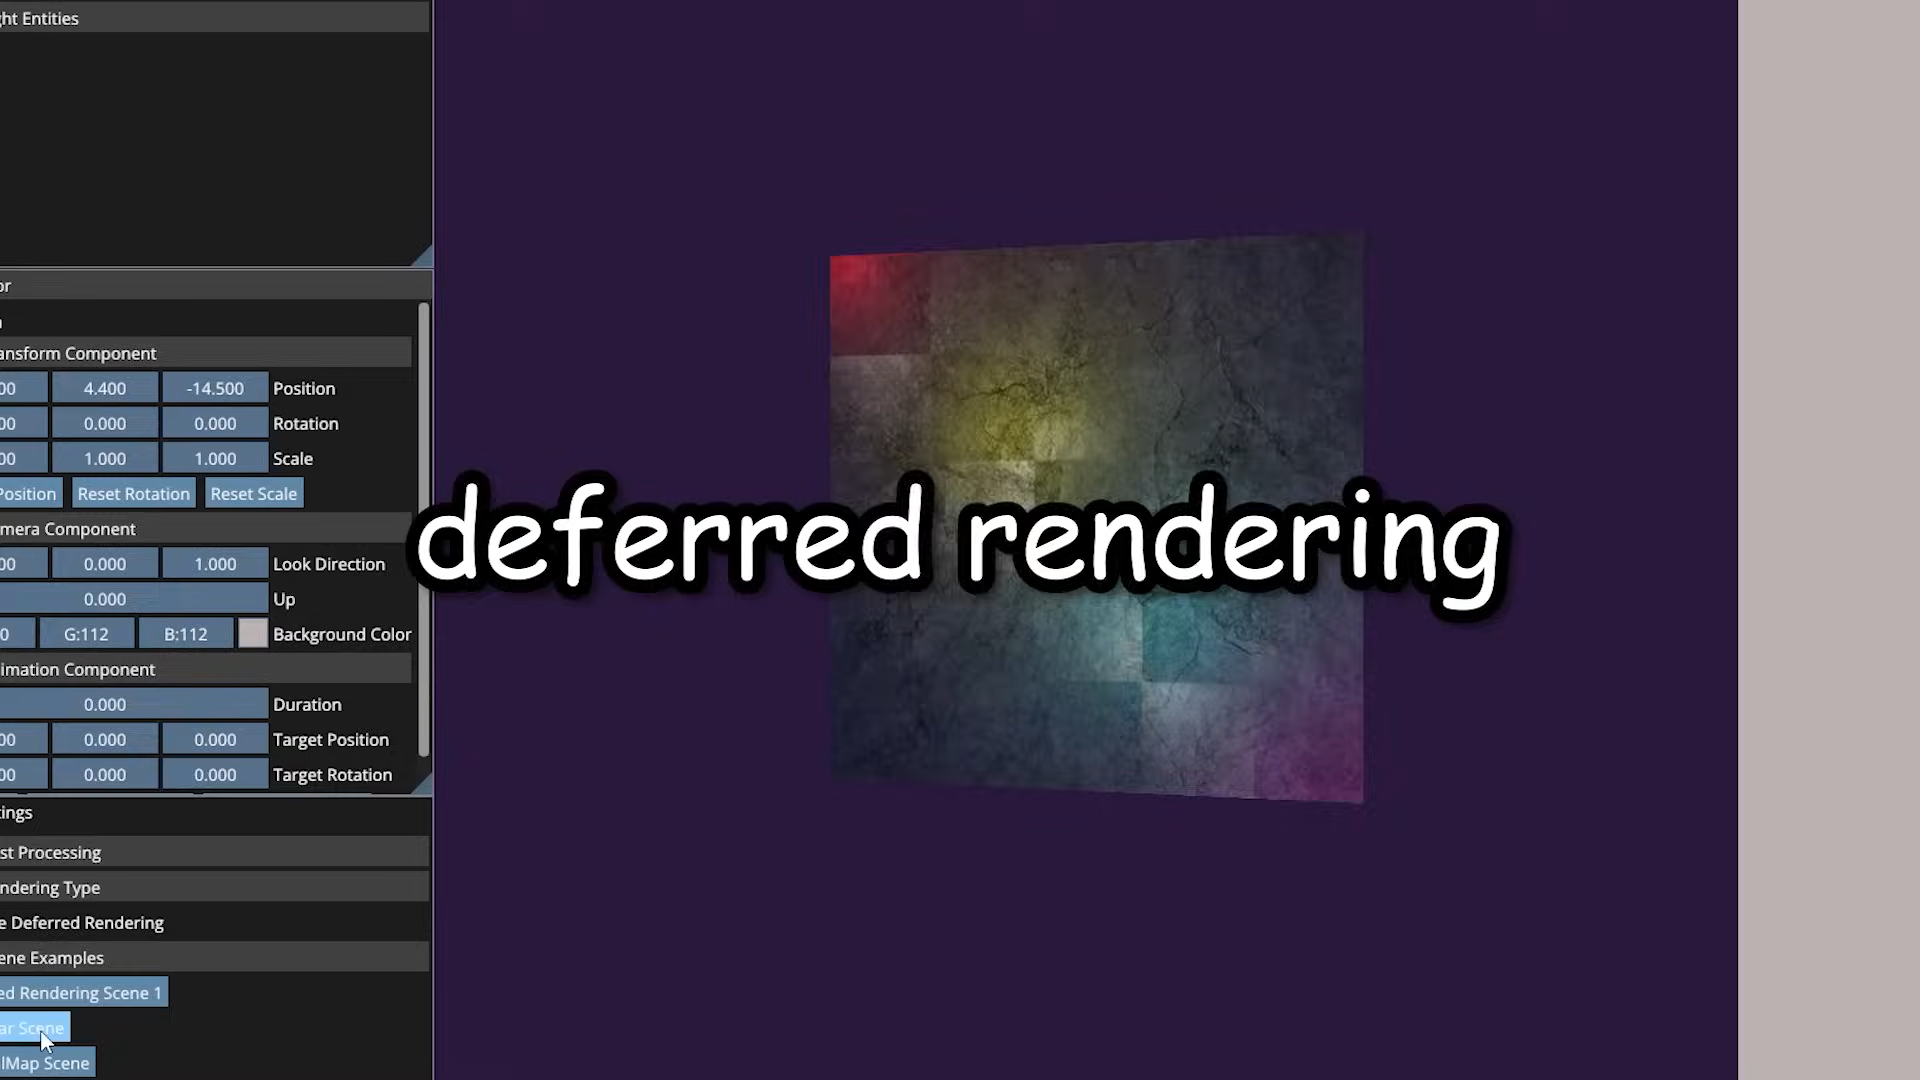 ght Entities
or
ansform Component
00 4.400 -14.500 Position
00 0.000 0.000 Rotation
00 1.000 1.000 Scale
Position Reset Rotation Reset Scale
mera Component
00 0.000 1.000 Look Direction
0.000 Up
0 G:112 B:112 Background Color
imation Component
0.000 Duration
00 0.000 0.000 Target Position
00 0.000 0.000 Target Rotation
tings
st Processing
ndering Type
e Deferred Rendering
ene Examples
ed Rendering Scene 1
ar Scene
lMap Scene
deferred rendering